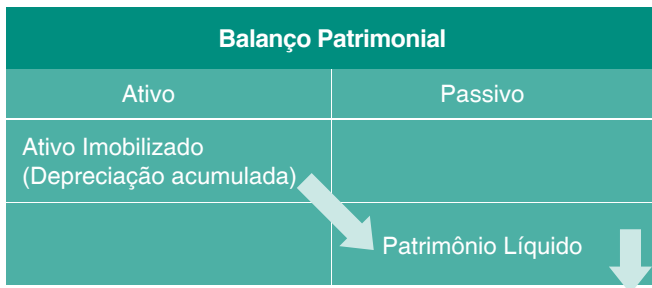 Balanço Patrimonial
Ativo
Passivo
Ativo Imobilizado
(Depreciação acumulada)
Patrimônio Líquido